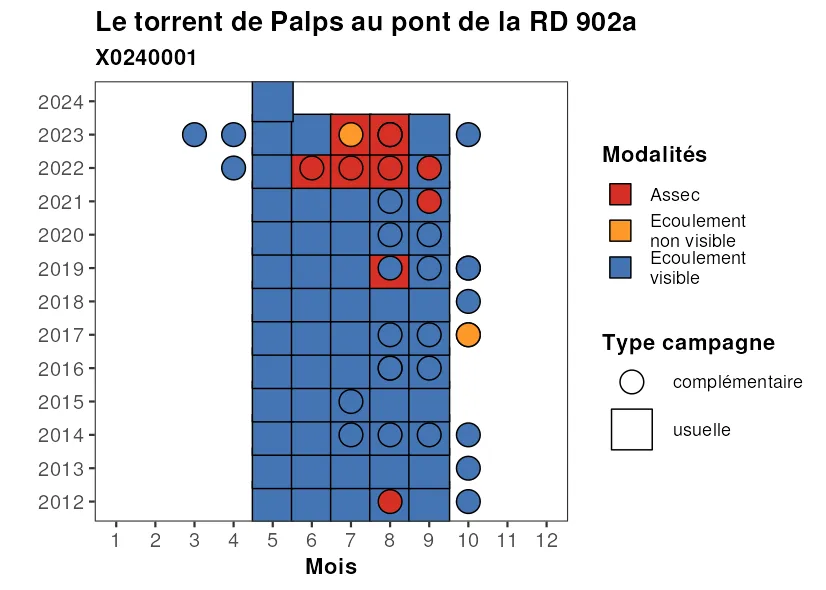 Le torrent de Palps au pont de la RD 902a
X0240001
2024
2023
2022
2021
2020
2019
2018
2017
2016
2015
2014
2013
2012
1 2 3 4 5 6 7 8 9 10 11 12
Mois
Modalités
Assec
Ecoulement
non visible
Ecoulement
visible
Type campagne
complémentaire
usuelle